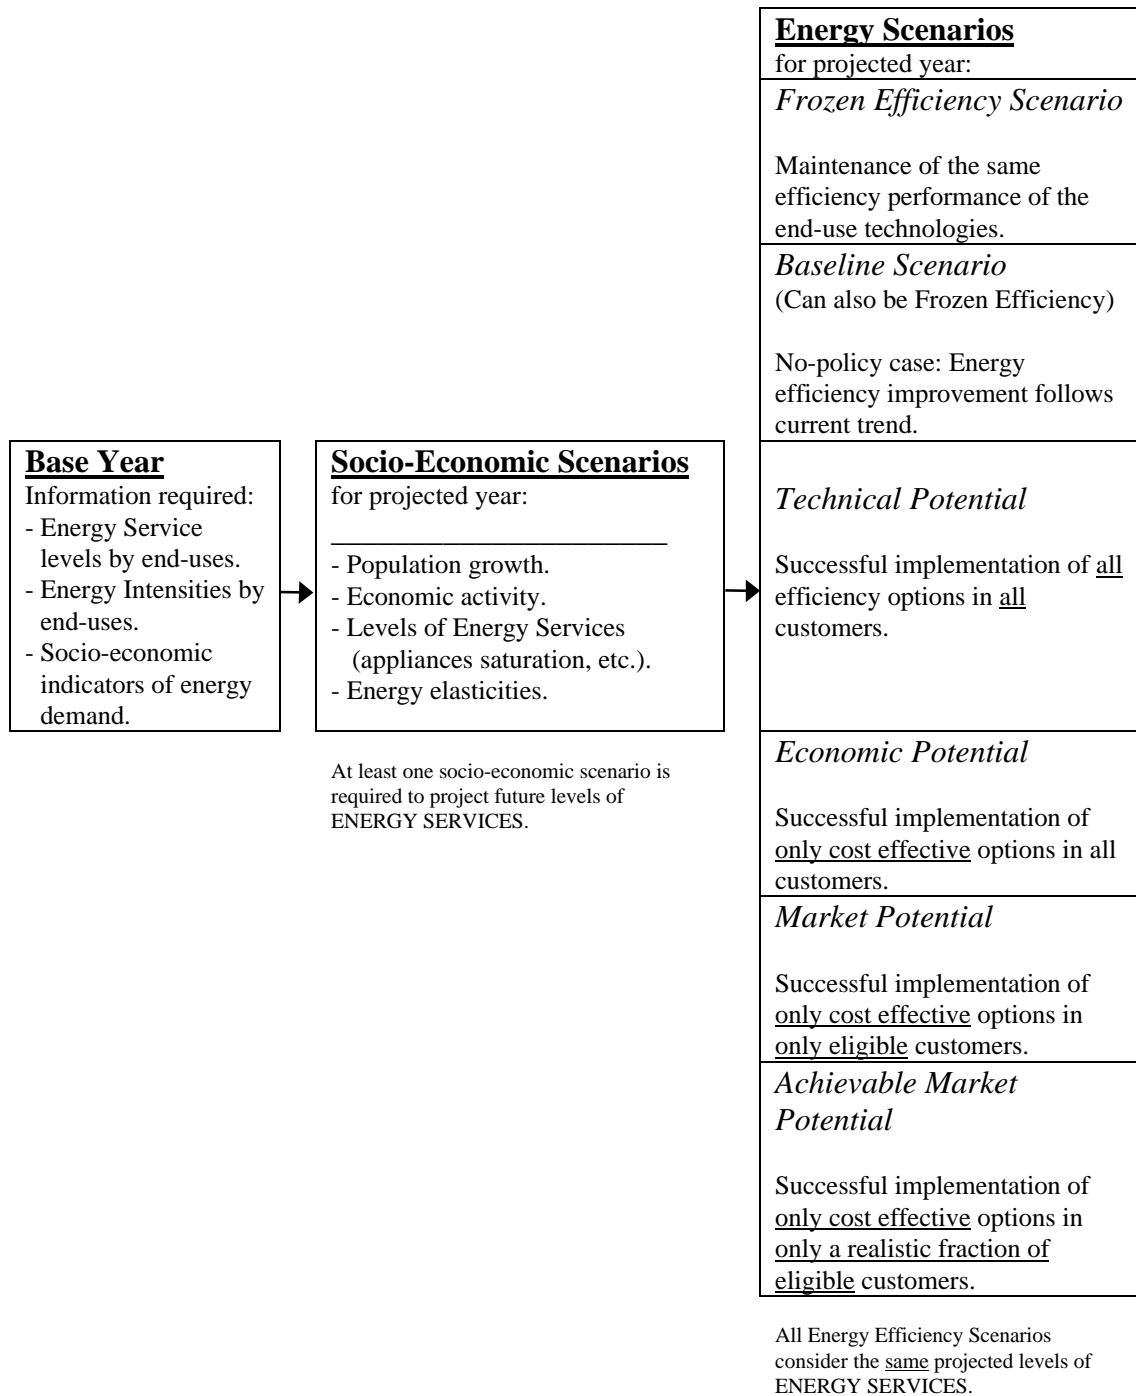 Base Year
Information required:
- Energy Service
levels by end-uses.
- Energy Intensities by
end-uses.
- Socio-economic
indicators of energy
demand.
Socio-Economic Scenarios
for projected year:
_____________________
- Population growth.
- Economic activity.
- Levels of Energy Services
(appliances saturation, etc.).
- Energy elasticities.
At least one socio-economic scenario is
required to project future levels of
ENERGY SERVICES.
Energy Scenarios
for projected year:
Frozen Efficiency Scenario
Maintenance of the same
efficiency performance of the
end-use technologies.
Baseline Scenario
(Can also be Frozen Efficiency)
No-policy case: Energy
efficiency improvement follows
current trend.
Technical Potential
Successful implementation of all
efficiency options in all
customers.
Economic Potential
Successful implementation of
only cost effective options in all
customers.
Market Potential
Successful implementation of
only cost effective options in
only eligible customers.
Achievable Market
Potential
Successful implementation of
only cost effective options in
only a realistic fraction of
eligible customers.
All Energy Efficiency Scenarios
consider the same projected levels of
ENERGY SERVICES.